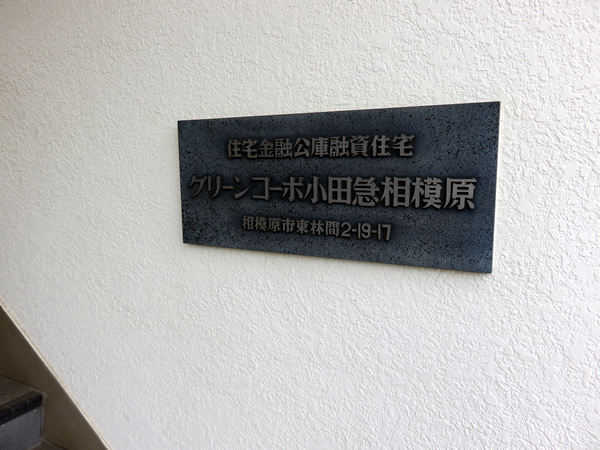 住宅金融公庫融資住宅
グリーンコーポ小田急相模原
相模原市東林間2-19-17